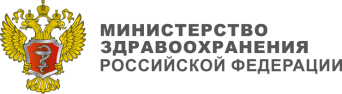 МИНИСТЕРСТВО
ЗДРАВООХРАНЕНИЯ
РОССИЙСКОЙ ФЕДЕРАЦИИ